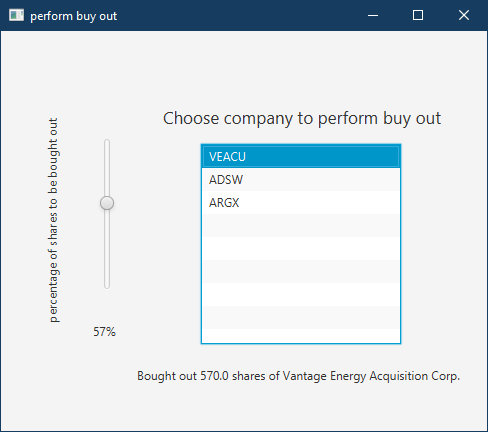 perform buy out
Choose company to perform buy out
percentage of shares to be bought out
VEACU
ADSW
ARGX
57%
Bought out 570.0 shares of Vantage Energy Acquisition Corp.